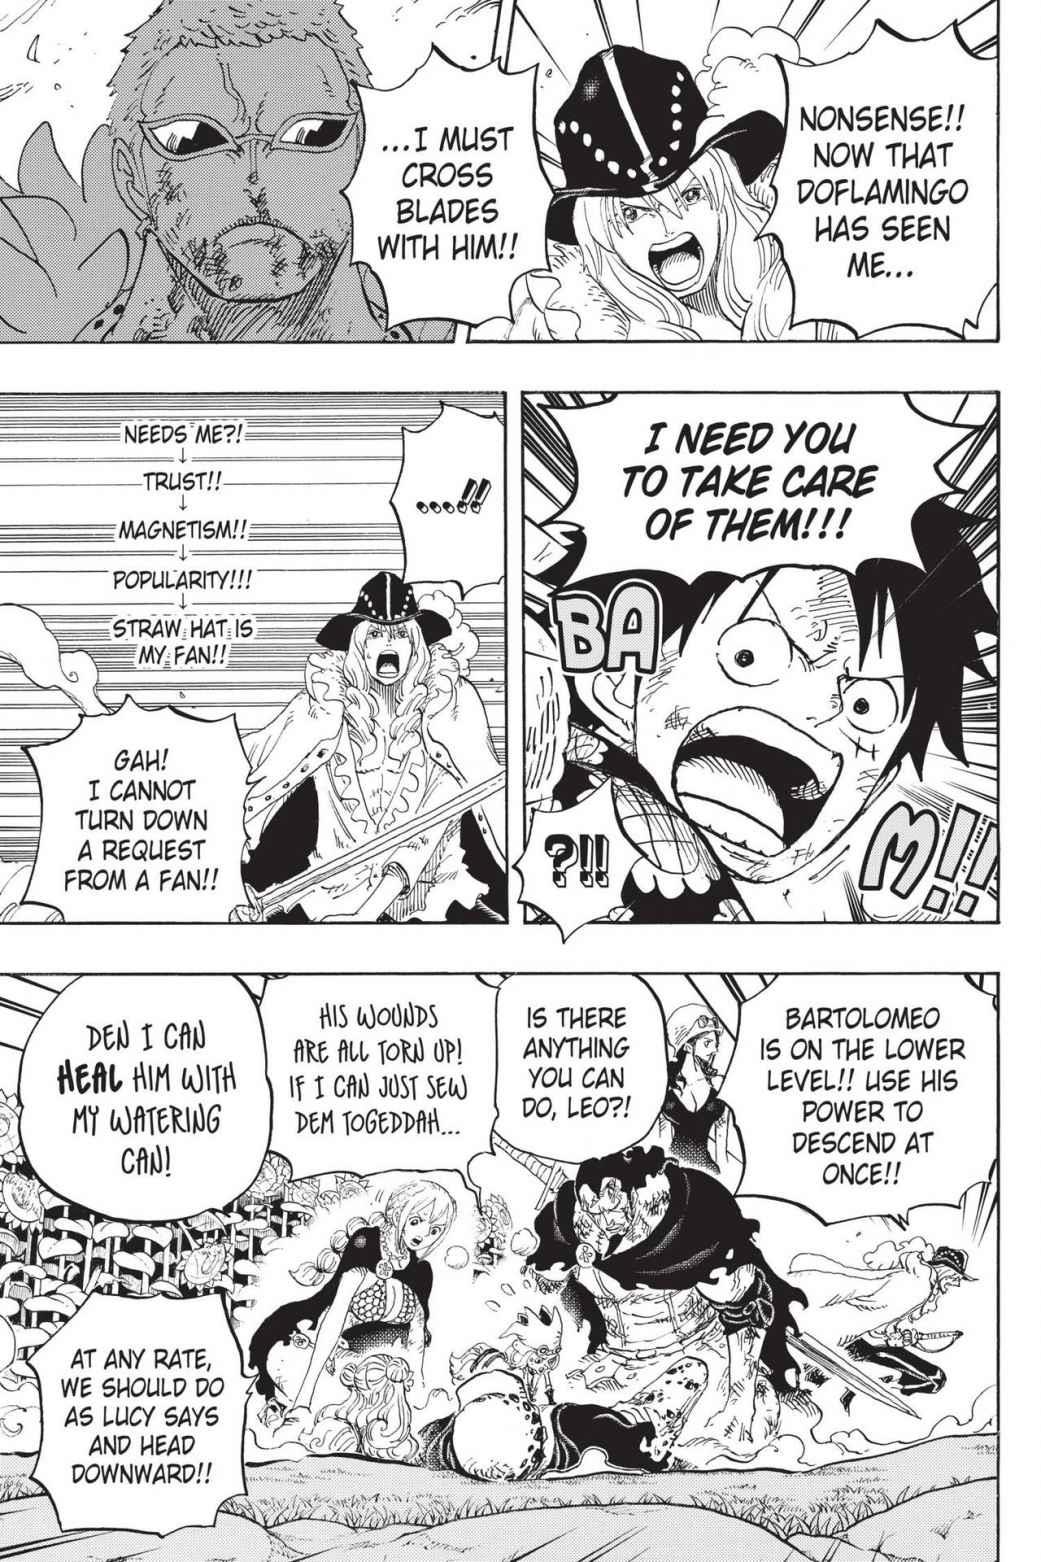 NONSENSE!!
NOW THAT
DOFLAMINGO
HAS SEEN
ME...
...I MUST
CROSS
BLADES
WITH HIM!!
I NEED YOU
TO TAKE CARE
OF THEM!!!
BA
M!!
?!!
...!!
NEEDS ME?!
↓
TRUST!!
↓
MAGNETISM!!
↓
POPULARITY!!!
↓
STRAW HAT IS
MY FAN!!
GAH!
I CANNOT
TURN DOWN
A REQUEST
FROM A FAN!!
BARTOLOMEO
IS ON THE LOWER
LEVEL!! USE HIS
POWER TO
DESCEND AT
ONCE!!
IS THERE
ANYTHING
YOU CAN
DO, LEO?!
HIS WOUNDS
ARE ALL TORN UP!
IF I CAN JUST SEW
DEM TOGEDDAH...
DEN I CAN
HEAL HIM WITH
MY WATERING
CAN!
AT ANY RATE,
WE SHOULD DO
AS LUCY SAYS
AND HEAD
DOWNWARD!!